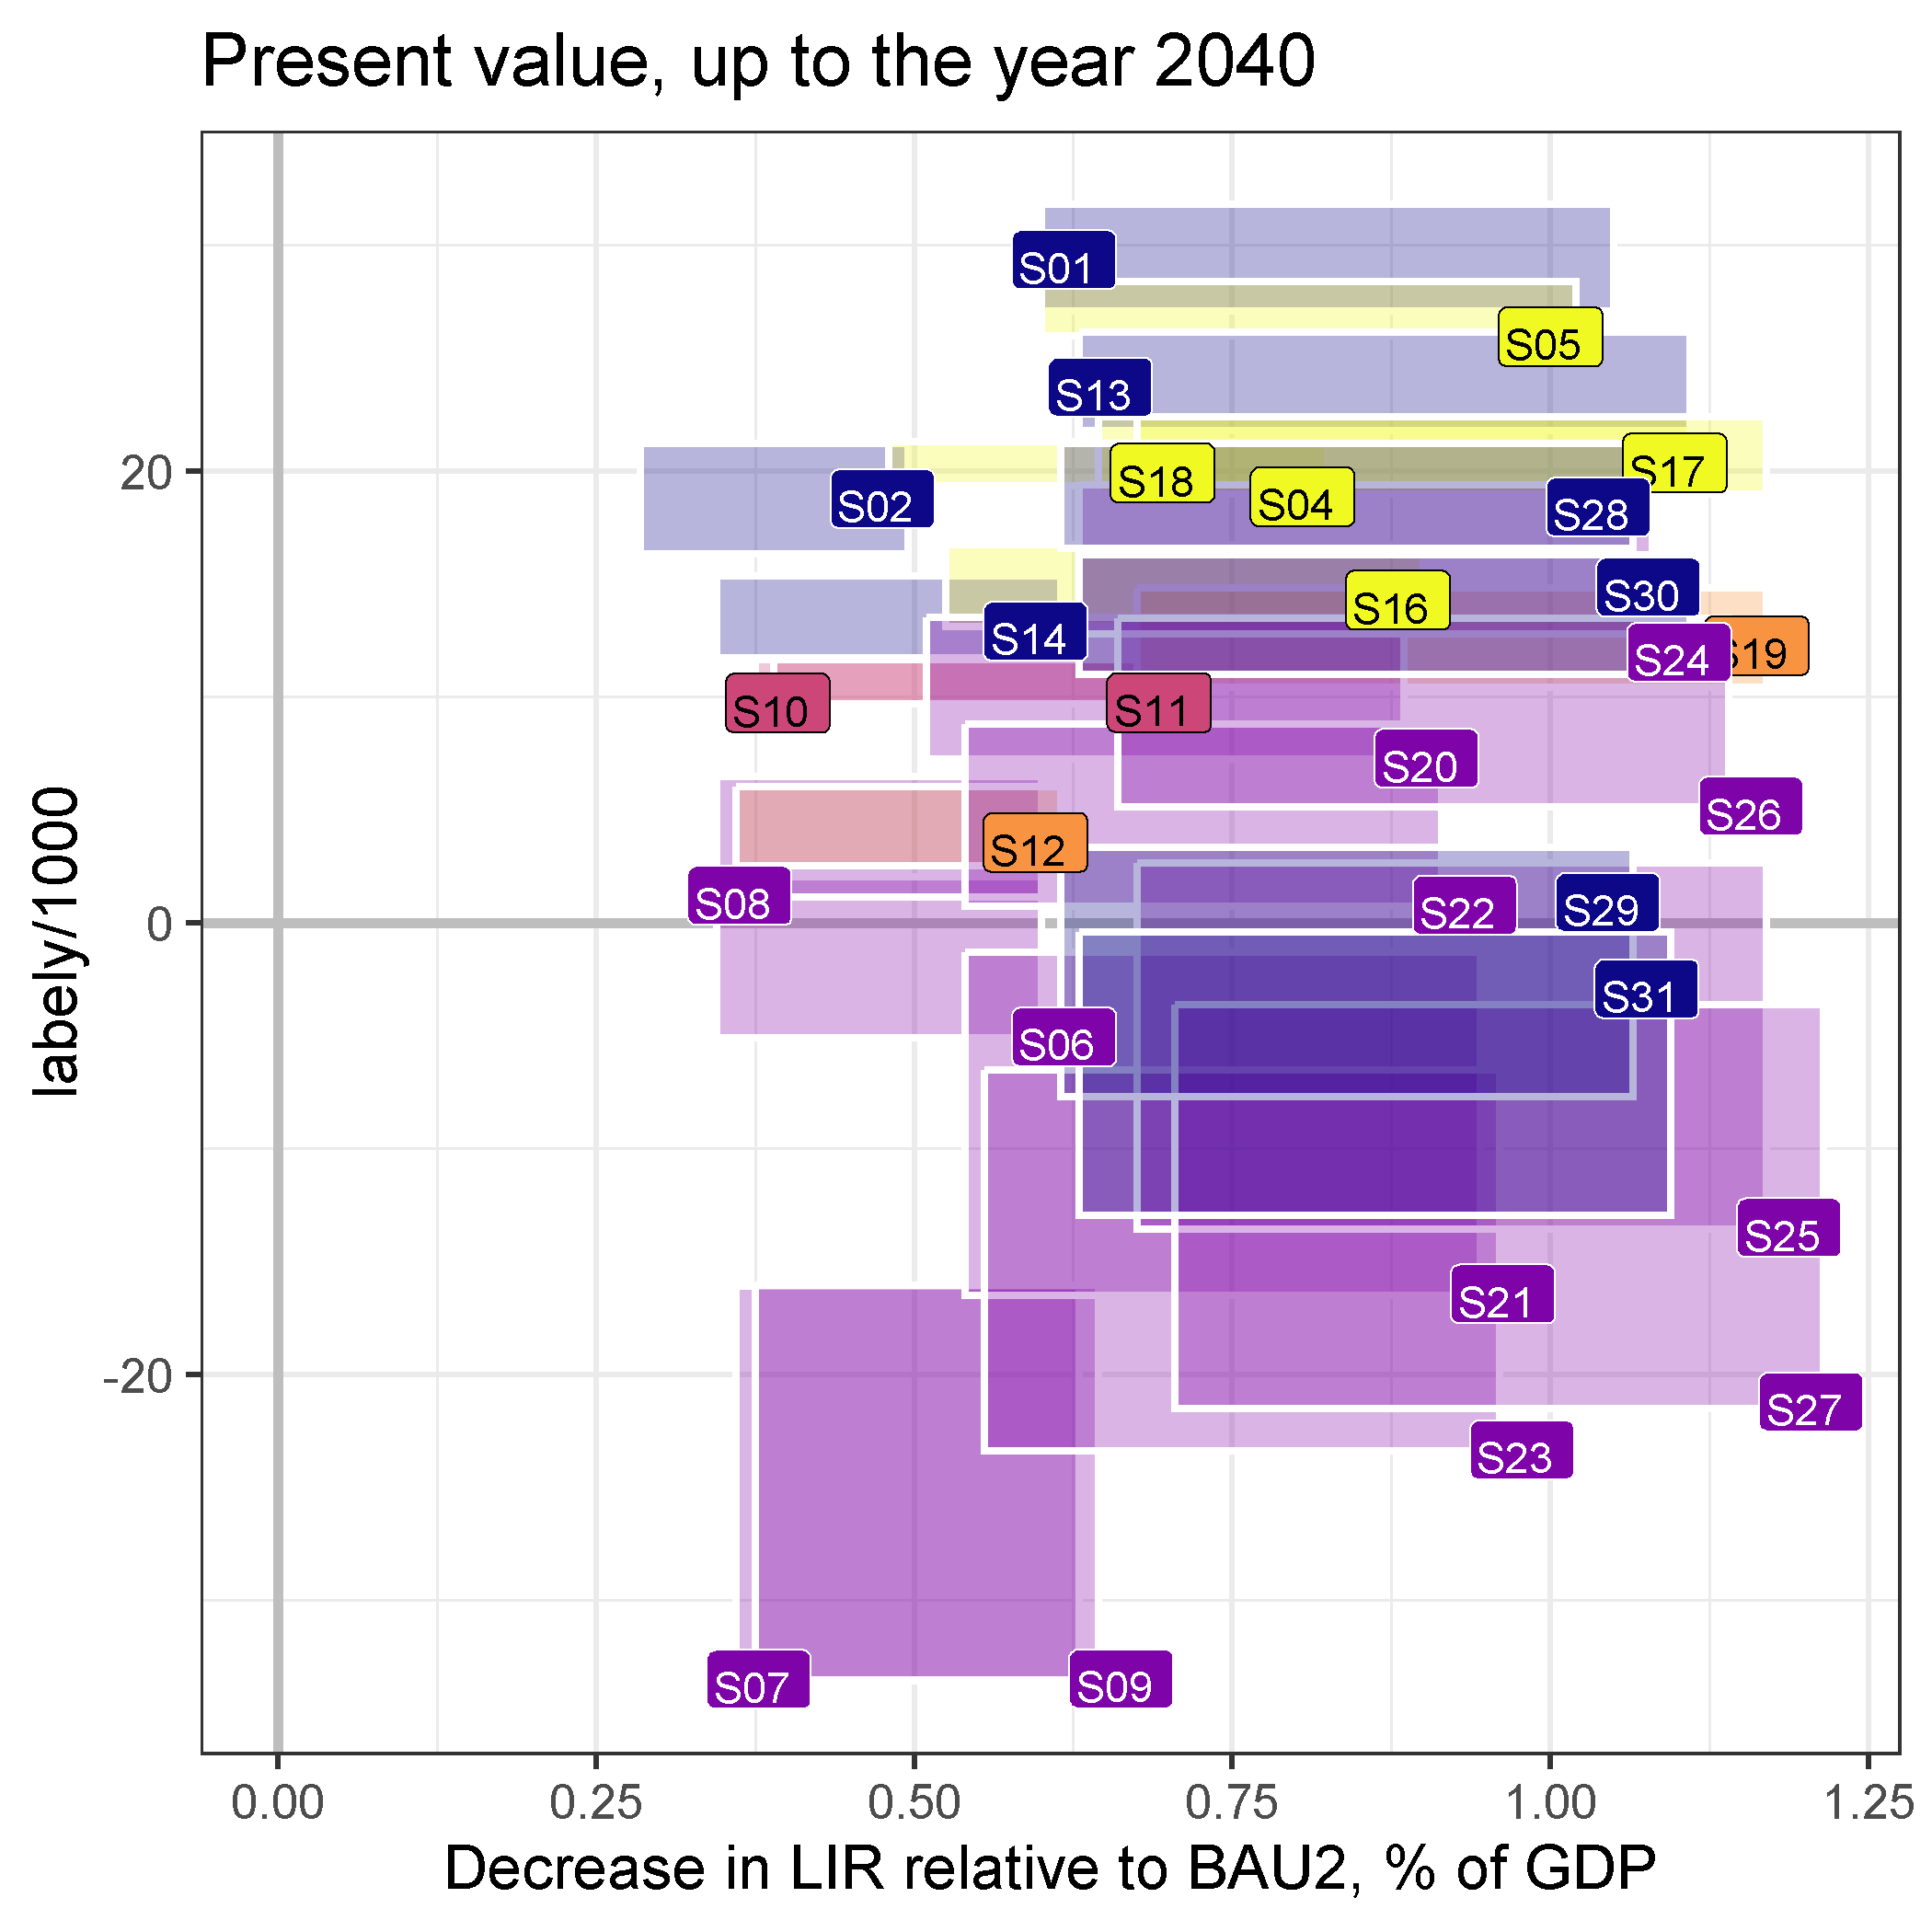 Present value, up to the year 2040
S01
S05
S13
S18
S17
20
S02
S04
S28
S30
S16
S14
S24
S19
S10
S11
S20
S26
S12
labely/1000
0
S08
S22
S29
S31
S06
S25
S21
-20
S27
S23
S07
S09
0.00
0.25
0.50
0.75
1.00
1.25
Decrease in LIR relative to BAU2, % of GDP